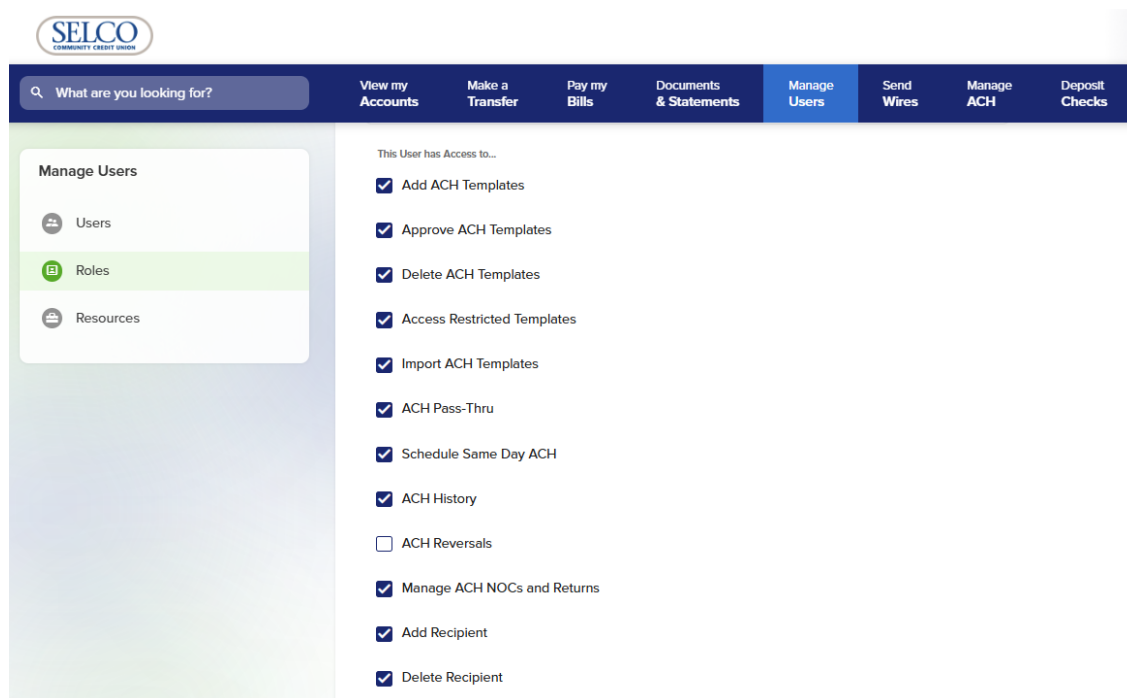 SELCO
COMMUNITY CREDIT UNION
What are you looking for?
View my
Accounts
Make a
Transfer
Pay my
Bills
Documents
& Statements
Manage
Users
Send
Wires
Manage
ACH
Deposit
Checks
Manage Users
Users
Roles
Resources
This User has Access to...
Add ACH Templates
Approve ACH Templates
Delete ACH Templates
Access Restricted Templates
Import ACH Templates
ACH Pass-Thru
Schedule Same Day ACH
ACH History
ACH Reversals
Manage ACH NOCs and Returns
Add Recipient
Delete Recipient